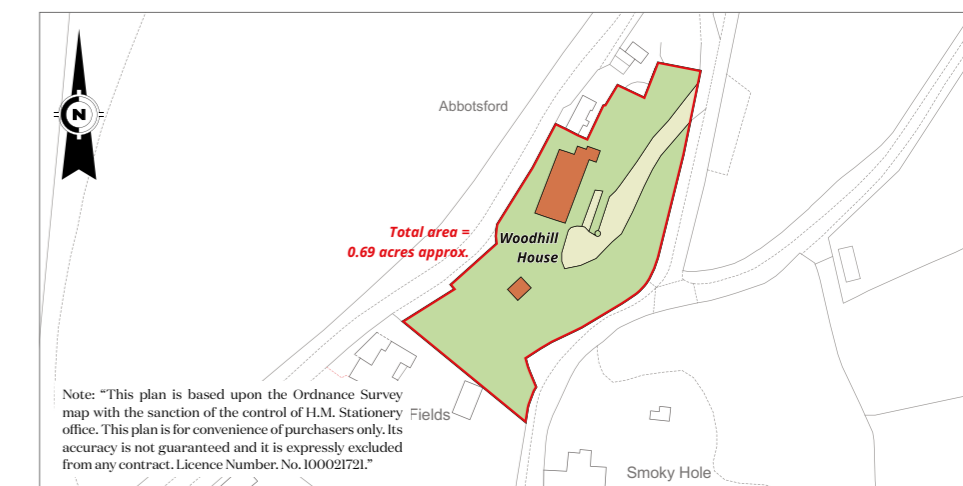 N
Abbotsford
Total area =
0.69 acres approx.
Woodhill
House
Note: “This plan is based upon the Ordnance Survey
map with the sanction of the control of H.M. Stationery
office. This plan is for convenience of purchasers only. Its
accuracy is not guaranteed and it is expressly excluded
from any contract. Licence Number. No. 100021721.”
Fields
Smoky Hole